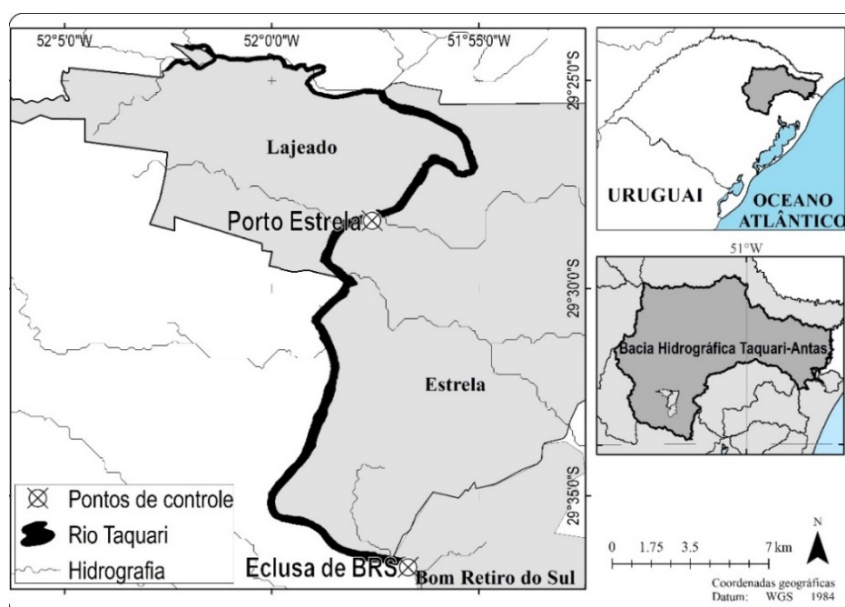 52°5'0"W
52°0'0"W
51°55'0"W
29°25'0"S
Lajeado
Porto Estrela
29°30'0"S
Estrela
29°35'0"S
Pontos de controle
Rio Taquari
Hidrografia
Eclusa de BRS
Bom Retiro do Sul
URUGUAI
OCEANO
ATLÂNTICO
51°W
Bacia Hidrográfica Taquari-Antas
N
0 1.75 3.5 7 km
Coordenadas geográficas
Datum: WGS 1984